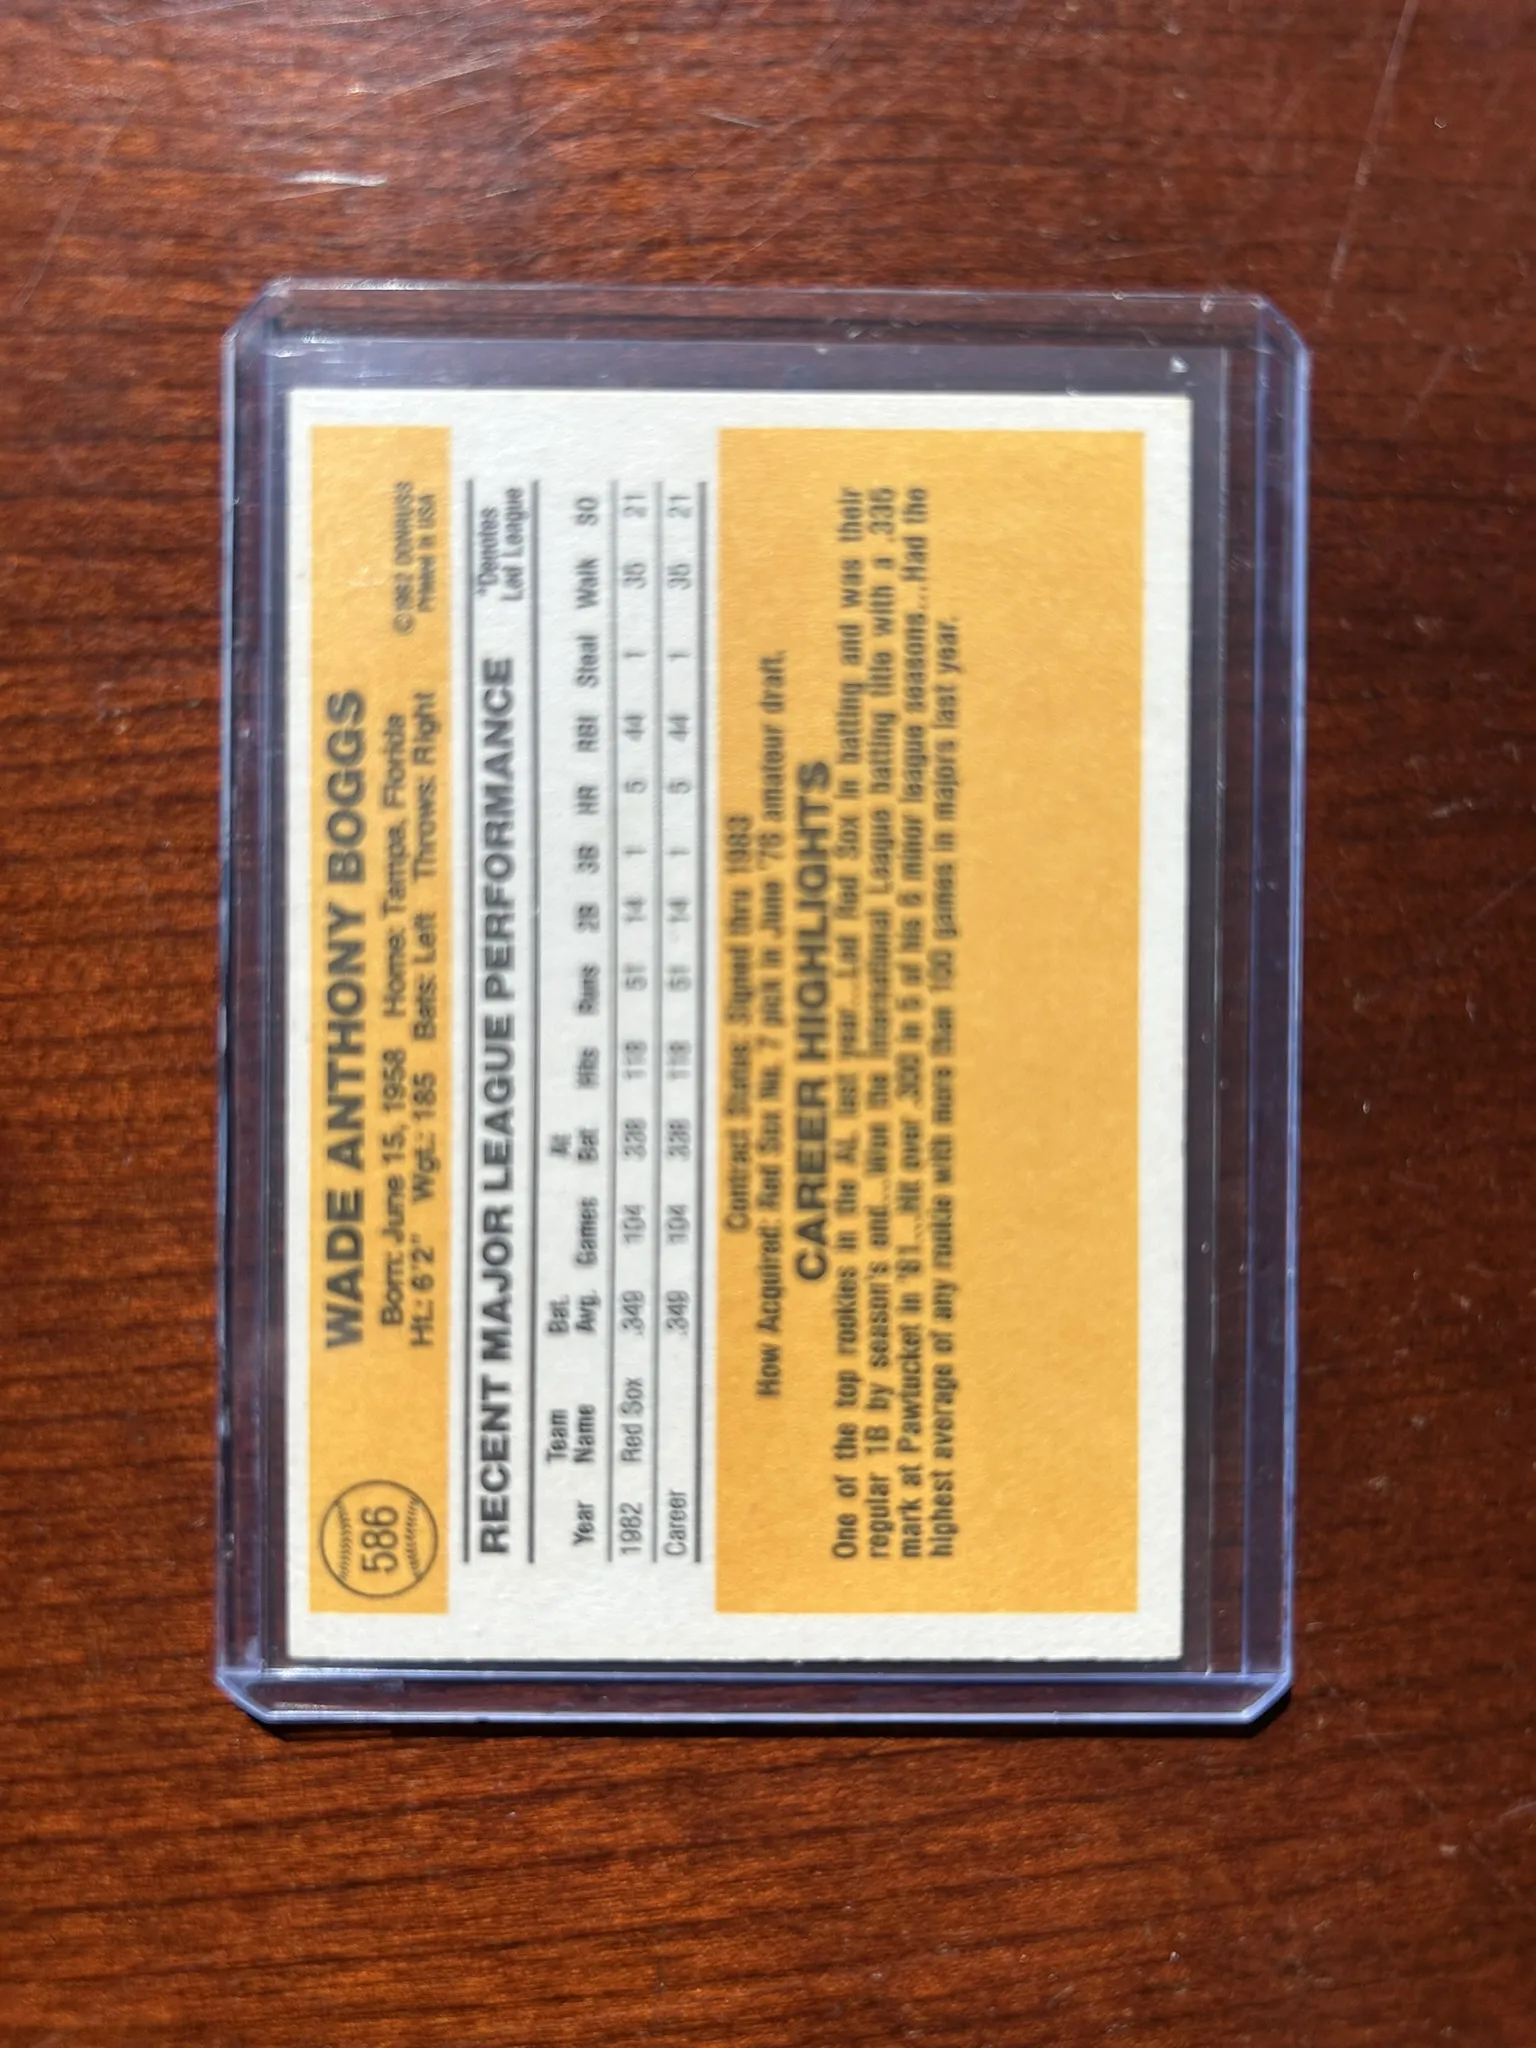 586
WADE ANTHONY BOGGS
Born: June 15, 1958 Home: Tampa, Florida
Ht.: 6'2" Wgt.: 185 Bats: Left Throws: Right
©1982 DONRUSS
Printed in USA
RECENT MAJOR LEAGUE PERFORMANCE
*Denotes
Led League
Year Team Name Bat. Avg. Games At Bat Hits Runs 2B 3B HR RBI Steal Walk SO
1982 Red Sox .349 104 338 118 51 14 1 5 44 1 35 21
Career .349 104 338 118 51 14 1 5 44 1 35 21
Contract Status: Signed thru 1983
How Acquired: Red Sox No. 7 pick in June '76 amateur draft.
CAREER HIGHLIGHTS
One of the top rookies in the AL last year...Led Red Sox in batting and was their
regular 1B by season's end...Won the International League batting title with a .335
mark at Pawtucket in '81...Hit over .300 in 5 of his 6 minor league seasons...Had the
highest average of any rookie with more than 100 games in majors last year.